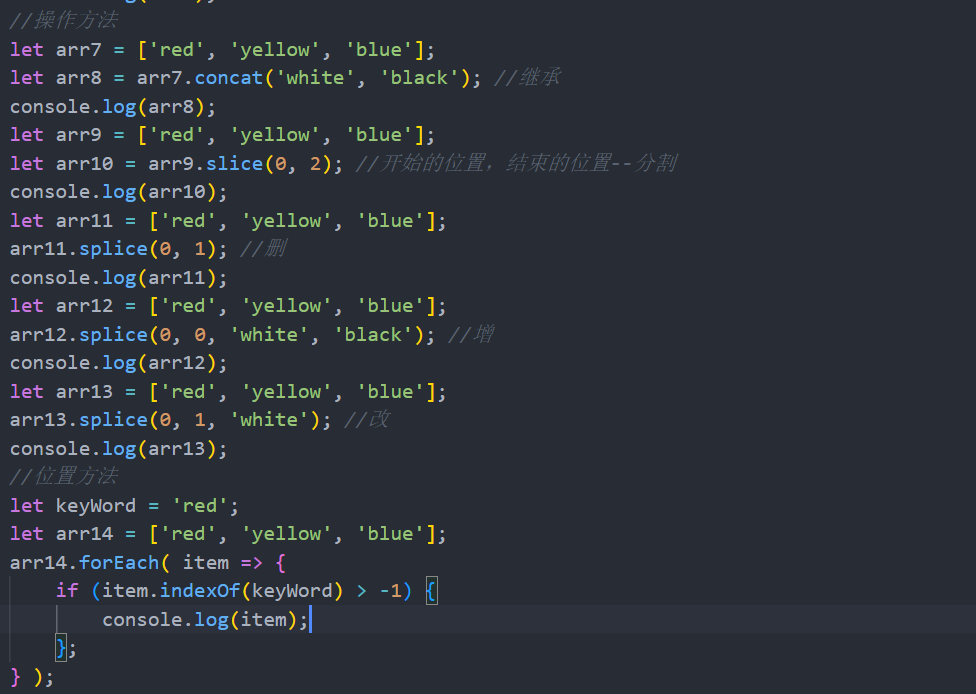 //操作方法
let arr7 = ['red', 'yellow', 'blue'];
let arr8 = arr7.concat('white', 'black'); //继承
console.log(arr8);
let arr9 = ['red', 'yellow', 'blue'];
let arr10 = arr9.slice(0, 2); //开始的位置，结束的位置--分割
console.log(arr10);
let arr11 = ['red', 'yellow', 'blue'];
arr11.splice(0, 1); //删
console.log(arr11);
let arr12 = ['red', 'yellow', 'blue'];
arr12.splice(0, 0, 'white', 'black'); //增
console.log(arr12);
let arr13 = ['red', 'yellow', 'blue'];
arr13.splice(0, 1, 'white'); //改
console.log(arr13);
//位置方法
let keyWord = 'red';
let arr14 = ['red', 'yellow', 'blue'];
arr14.forEach( item => {
    if (item.indexOf(keyWord) > -1) {
        console.log(item);
    };
} );